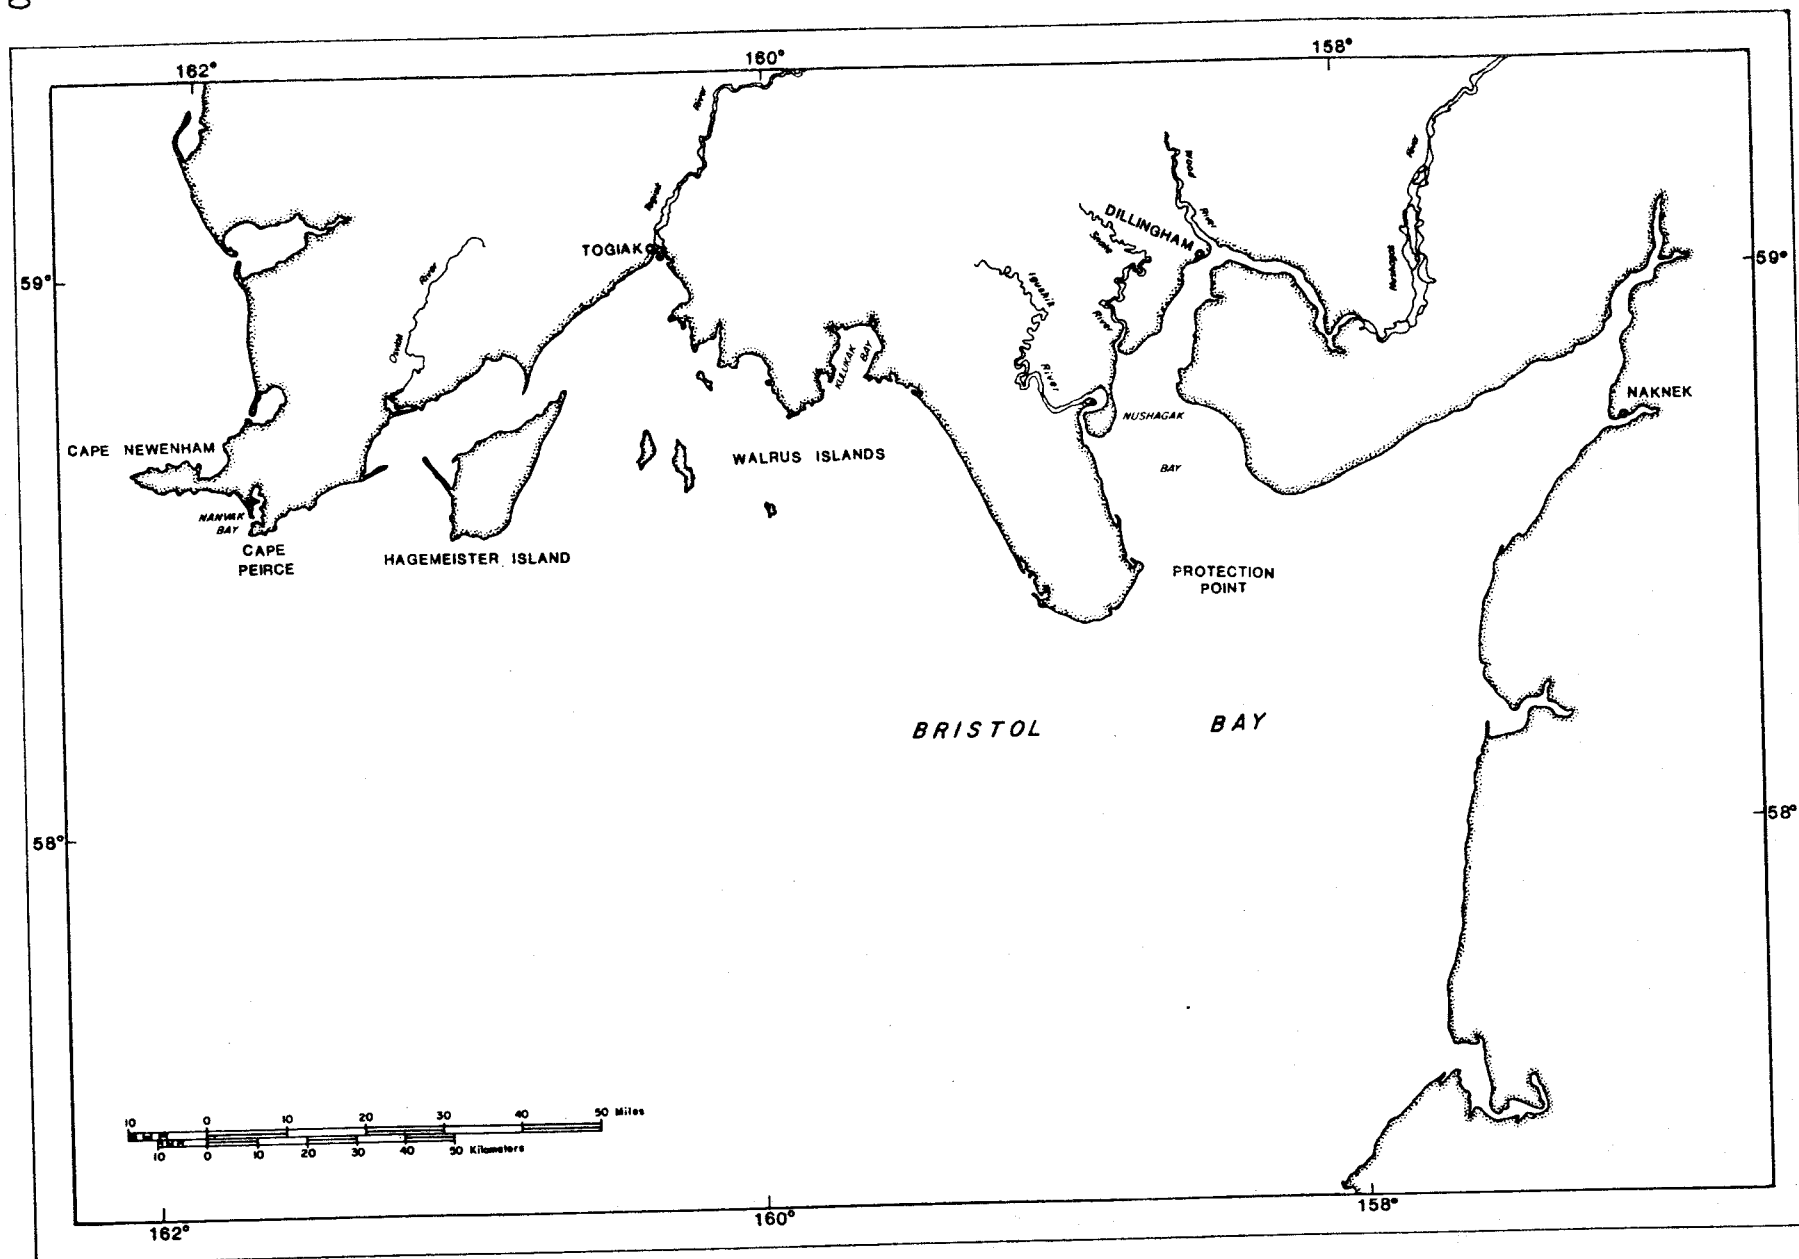 162°
160°
158°
River
Togiak
Wood
River
River
Nushagak
DILLINGHAM
Snake
River
TOGIAK
59°
59°
River
Osviak
Igushik
River
KULUKAK
BAY
NAKNEK
NUSHAGAK
BAY
CAPE NEWENHAM
WALRUS ISLANDS
NANVAK
BAY
CAPE
PEIRCE
HAGEMEISTER ISLAND
PROTECTION
POINT
BRISTOL BAY
58°
58°
10 0 10 20 30 40 50 Miles
10 0 10 20 30 40 50 Kilometers
162°
160°
158°